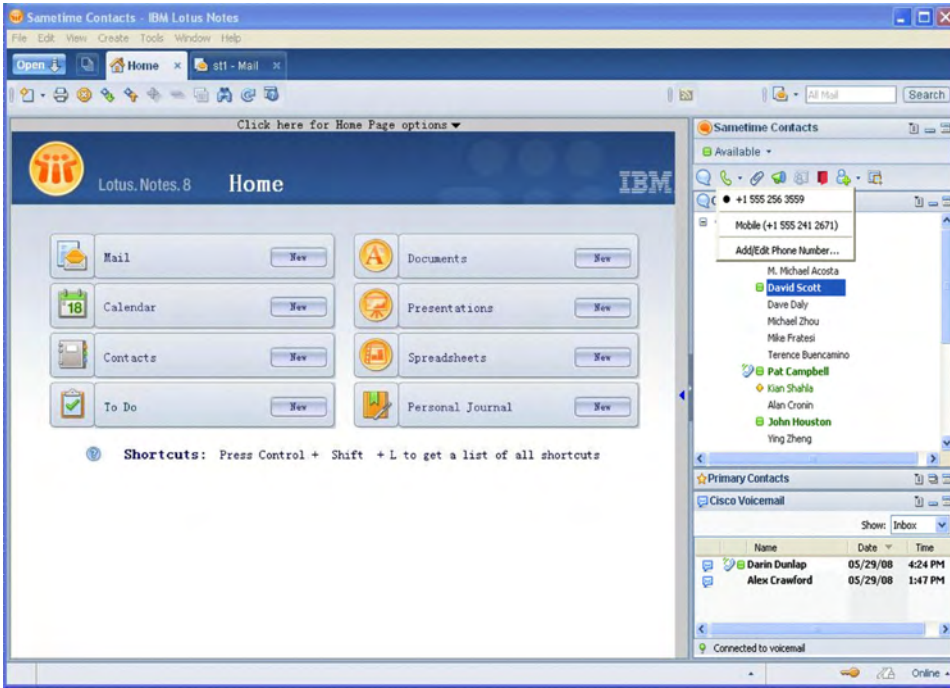 Sametime Contacts - IBM Lotus Notes
File Edit View Create Tools Window Help
Open
Home
st1 - Mail
All Mail
Search
Click here for Home Page options
Lotus. Notes. 8
Home
IBM
Mail
New
Documents
New
18
Calendar
New
Presentations
New
Contacts
New
Spreadsheets
New
To Do
New
Personal Journal
New
Shortcuts: Press Control + Shift + L to get a list of all shortcuts
Sametime Contacts
Available
+1 555 256 3559
Mobile (+1 555 241 2671)
Add/Edit Phone Number...
M. Michael Acosta
David Scott
Dave Daly
Michael Zhou
Mike Fratesi
Terence Buencamino
Pat Campbell
Kian Shahla
Alan Cronin
John Houston
Ying Zheng
Primary Contacts
Cisco Voicemail
Show: Inbox
Name Date Time
Darin Dunlap 05/29/08 4:24 PM
Alex Crawford 05/29/08 1:47 PM
Connected to voicemail
Online